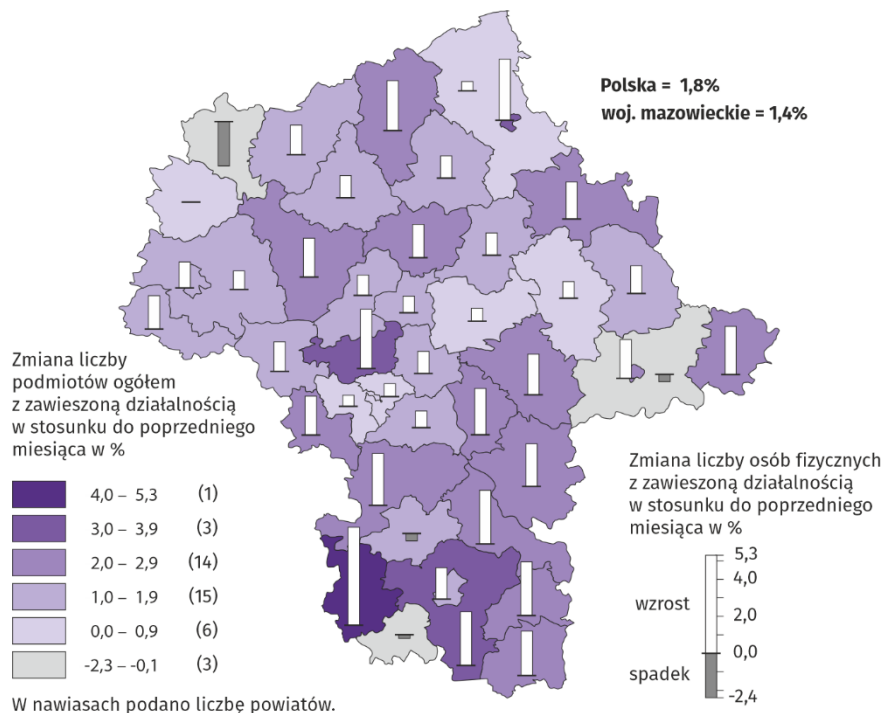 Polska = 1,8%
woj. mazowieckie = 1,4%
Zmiana liczby
podmiotów ogółem
z zawieszoną działalnością
w stosunku do poprzedniego
miesiąca w %
4,0 – 5,3 (1)
3,0 – 3,9 (3)
2,0 – 2,9 (14)
1,0 – 1,9 (15)
0,0 – 0,9 (6)
-2,3 – -0,1 (3)
W nawiasach podano liczbę powiatów.
Zmiana liczby osób fizycznych
z zawieszoną działalnością
w stosunku do poprzedniego
miesiąca w %
5,3
4,0
wzrost
2,0
0,0
spadek
-2,4